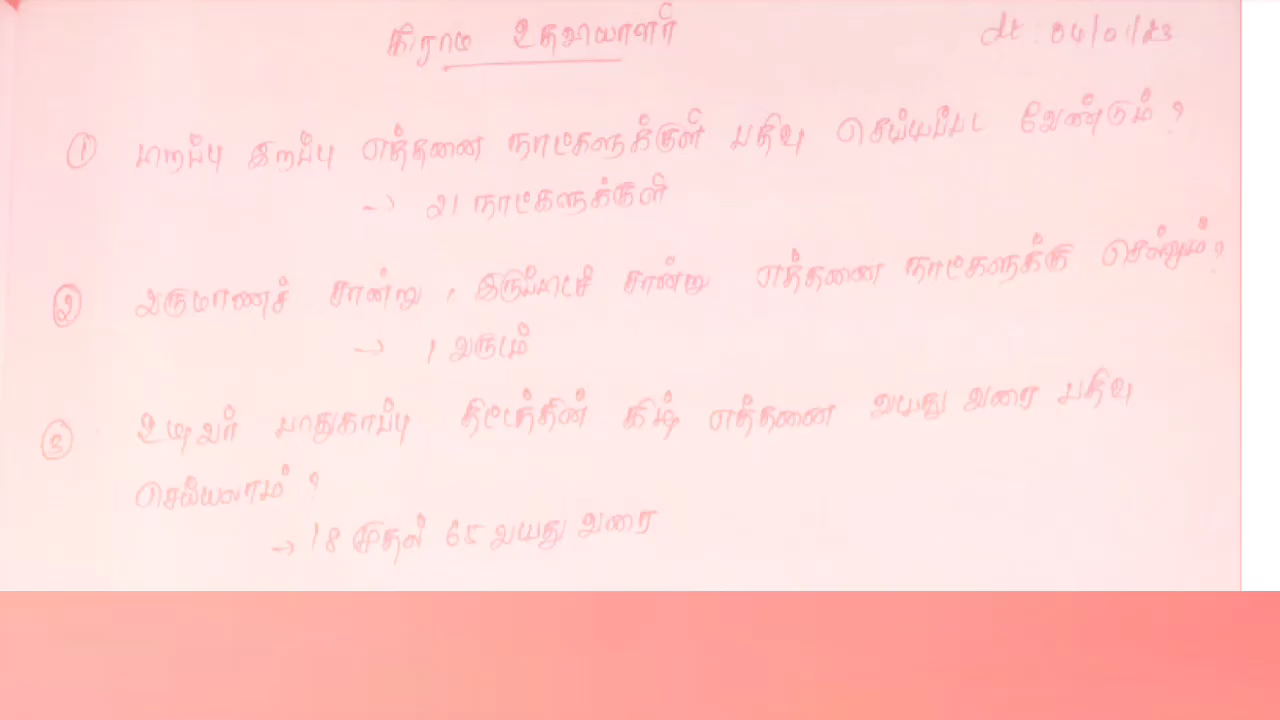 கிராம உதவியாளர்
dt: 04/01/23
① பிறப்பு இறப்பு எத்தனை நாட்களுக்குள் பதிவு செய்யப்பட வேண்டும்?
→ 21 நாட்களுக்குள்
② வருமானச் சான்று, இருப்பிடச் சான்று எத்தனை நாட்களுக்கு செல்லும்?
→ 1 வருடம்
③ உழவர் பாதுகாப்பு திட்டத்தின் கீழ் எத்தனை வயது வரை பதிவு
செய்யலாம்?
→ 18 முதல் 65 வயது வரை